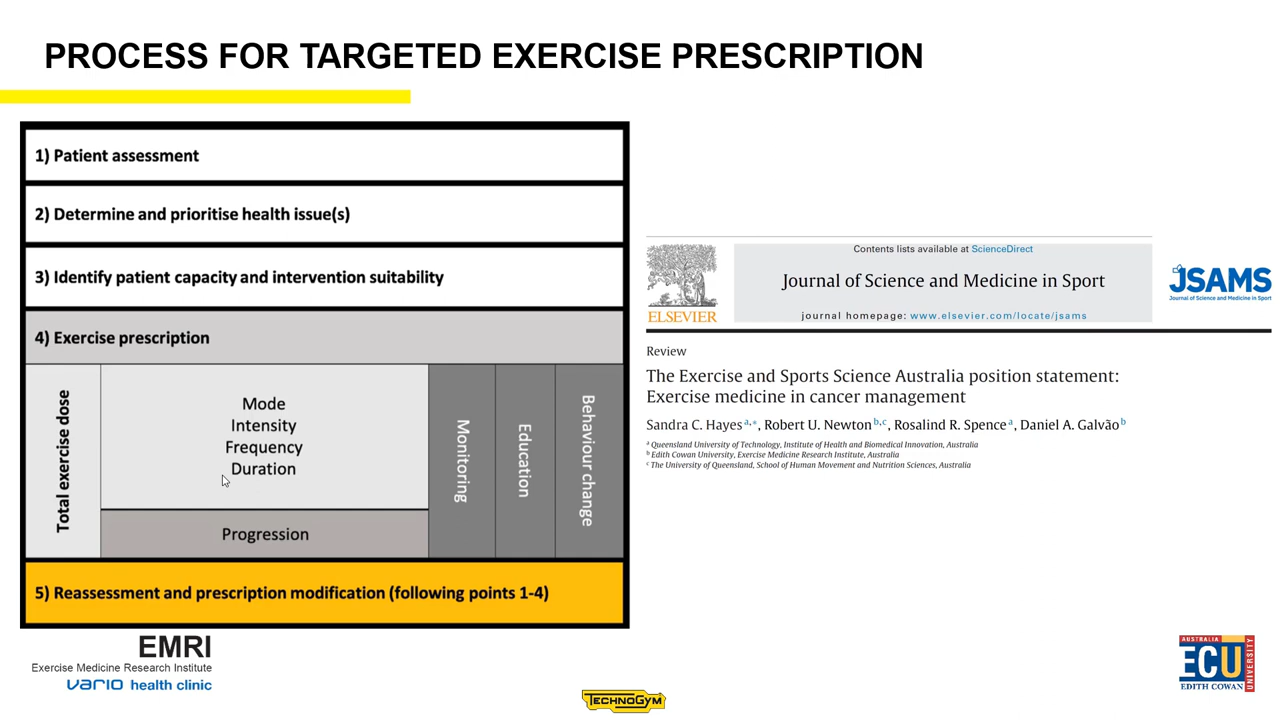 PROCESS FOR TARGETED EXERCISE PRESCRIPTION
1) Patient assessment
2) Determine and prioritise health issue(s)
3) Identify patient capacity and intervention suitability
4) Exercise prescription
Total exercise dose
Mode
Intensity
Frequency
Duration
Progression
Monitoring
Education
Behaviour change
5) Reassessment and prescription modification (following points 1-4)
Contents lists available at ScienceDirect
Journal of Science and Medicine in Sport
journal homepage: www.elsevier.com/locate/jsams
ELSEVIER
JSAMS
Journal of Science and Medicine in Sport
Review
The Exercise and Sports Science Australia position statement:
Exercise medicine in cancer management
Sandra C. Hayes a,*, Robert U. Newton b,c, Rosalind R. Spence a, Daniel A. Galvão b
a Queensland University of Technology, Institute of Health and Biomedical Innovation, Australia
b Edith Cowan University, Exercise Medicine Research Institute, Australia
c The University of Queensland, School of Human Movement and Nutrition Sciences, Australia
EMRI
Exercise Medicine Research Institute
vario health clinic
TECHNOGYM
AUSTRALIA
ECU
EDITH COWAN
UNIVERSITY